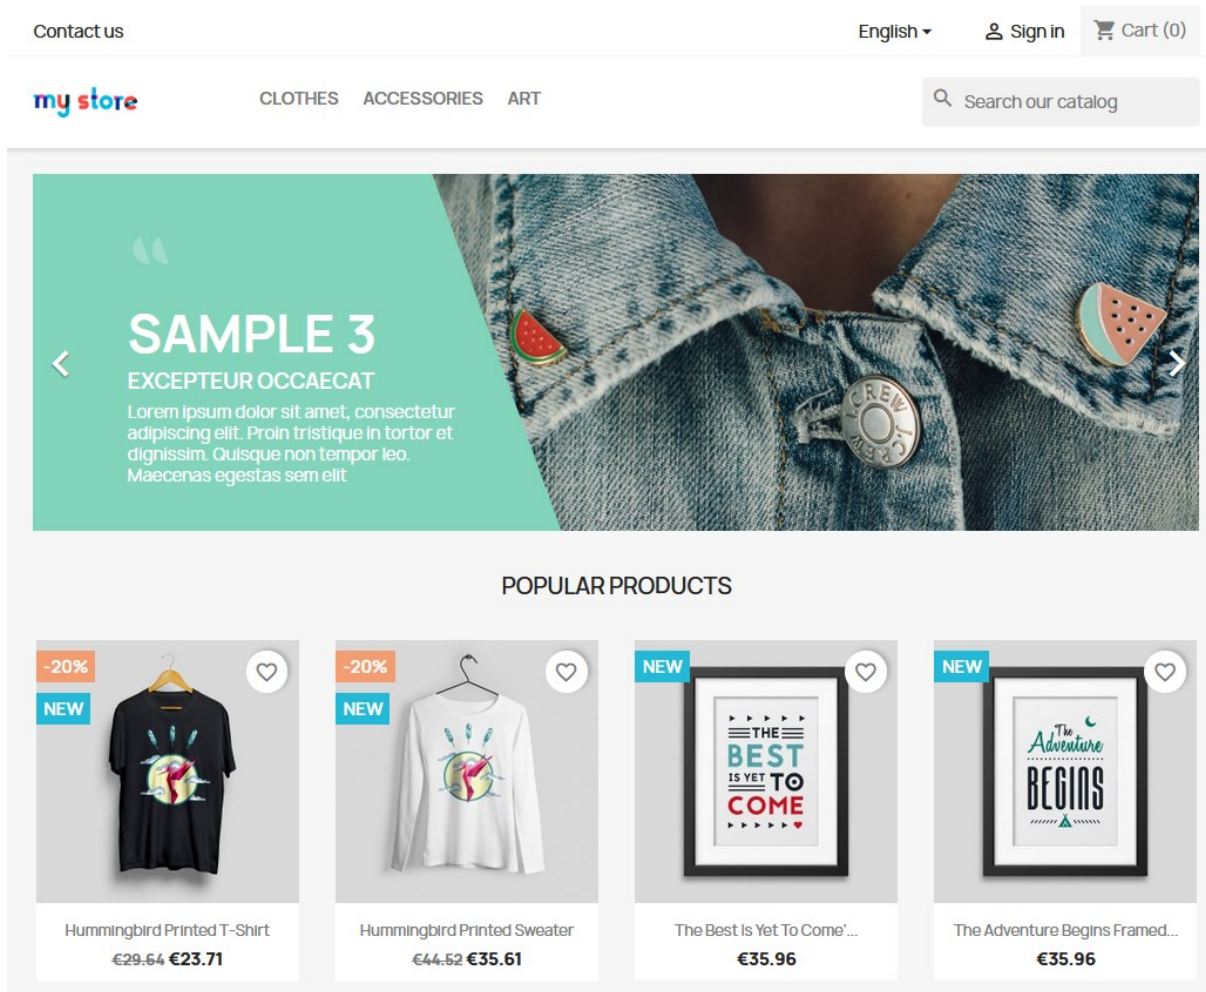 Contact us
English
Sign in
Cart (0)
my store
CLOTHES
ACCESSORIES
ART
Search our catalog
SAMPLE 3
EXCEPTEUR OCCAECAT
Lorem ipsum dolor sit amet, consectetur
adipiscing elit. Proin tristique in tortor et
dignissim. Quisque non tempor leo.
Maecenas egestas sem elit
J.CREW J.CREW
POPULAR PRODUCTS
-20%
NEW
Hummingbird Printed T-Shirt
€29.64 €23.71
-20%
NEW
Hummingbird Printed Sweater
€44.52 €35.61
NEW
THE
BEST
IS YET TO
COME
The Best Is Yet To Come'...
€35.96
NEW
The
Adventure
BEGINS
The Adventure Begins Framed...
€35.96